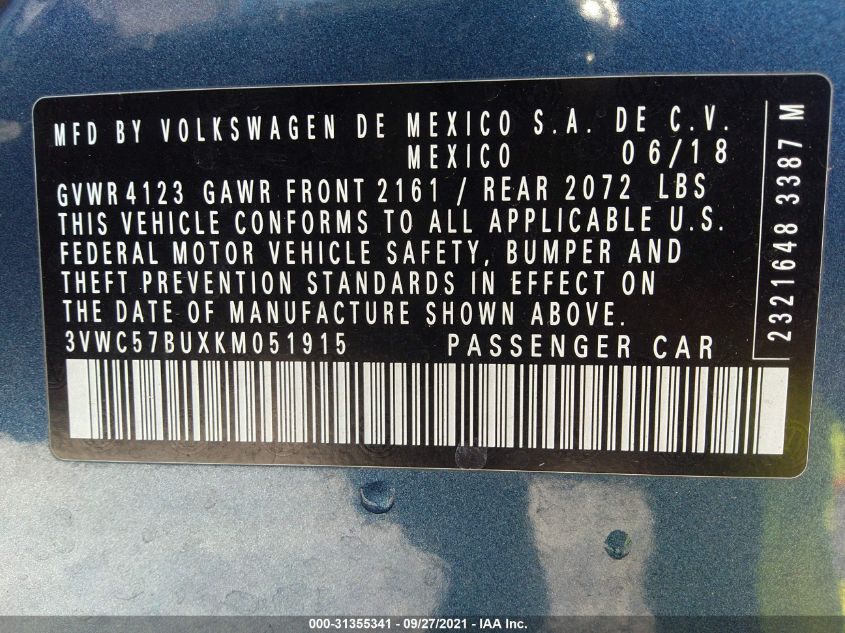 MFD BY VOLKSWAGEN DE MEXICO S.A. DE C.V.
MEXICO 06/18
GVWR 4123 GAWR FRONT 2161 / REAR 2072 LBS
THIS VEHICLE CONFORMS TO ALL APPLICABLE U.S.
FEDERAL MOTOR VEHICLE SAFETY, BUMPER AND
THEFT PREVENTION STANDARDS IN EFFECT ON
THE DATE OF MANUFACTURE SHOWN ABOVE.
3VWC57BUXKM051915 PASSENGER CAR
2321648 3387 M
000-31355341 - 09/27/2021 - IAA Inc.